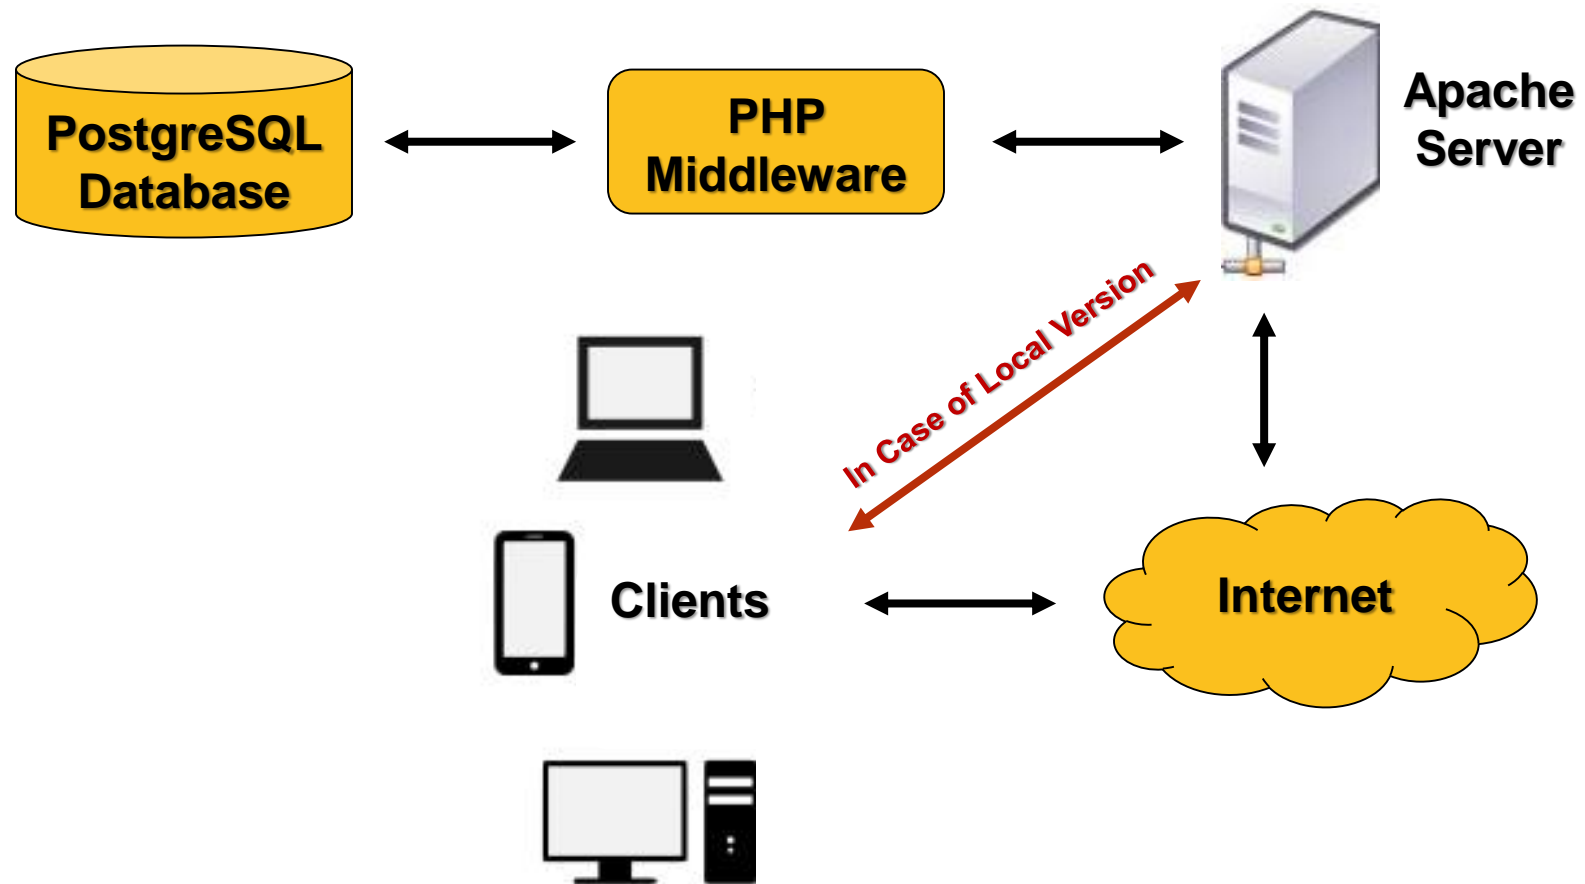 PostgreSQL
Database
PHP
Middleware
Apache
Server
In Case of Local Version
Clients
Internet